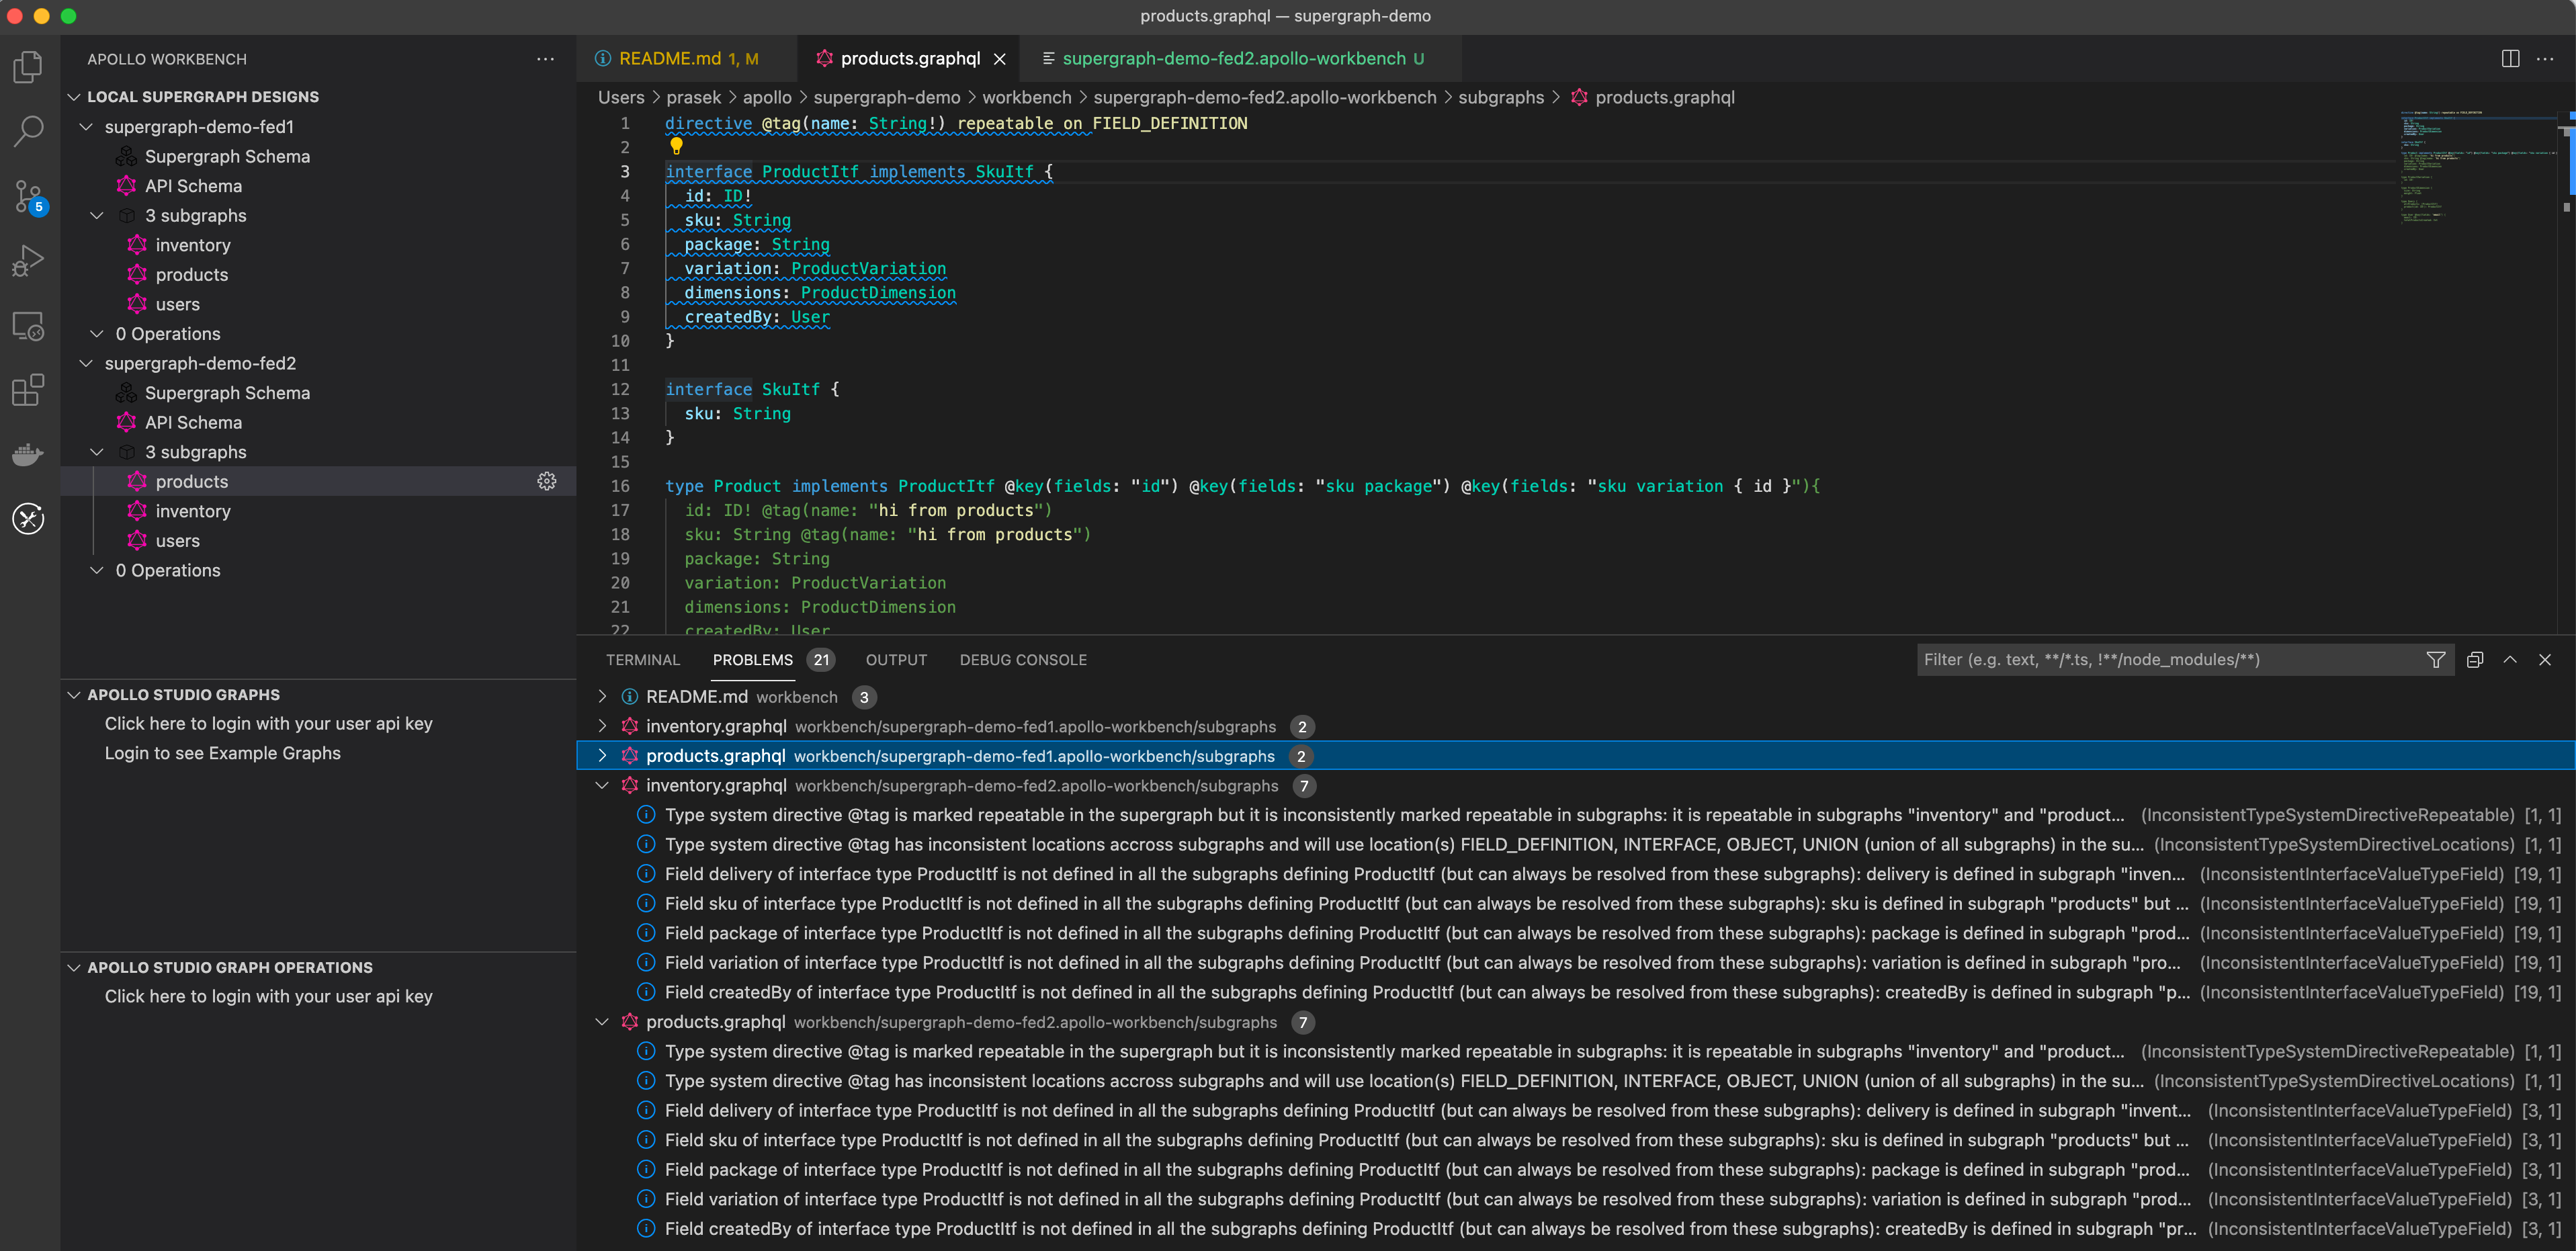 products.graphql — supergraph-demo
APOLLO WORKBENCH
LOCAL SUPERGRAPH DESIGNS
supergraph-demo-fed1
Supergraph Schema
API Schema
3 subgraphs
inventory
products
users
0 Operations
supergraph-demo-fed2
Supergraph Schema
API Schema
3 subgraphs
products
inventory
users
0 Operations
5
APOLLO STUDIO GRAPHS
Click here to login with your user api key
Login to see Example Graphs
APOLLO STUDIO GRAPH OPERATIONS
Click here to login with your user api key
README.md 1, M
products.graphql
supergraph-demo-fed2.apollo-workbench U
Users > prasek > apollo > supergraph-demo > workbench > supergraph-demo-fed2.apollo-workbench > subgraphs > products.graphql
1 directive @tag(name: String!) repeatable on FIELD_DEFINITION
2
3 interface ProductItf implements SkuItf {
4 id: ID!
5 sku: String
6 package: String
7 variation: ProductVariation
8 dimensions: ProductDimension
9 createdBy: User
10 }
11
12 interface SkuItf {
13 sku: String
14 }
15
16 type Product implements ProductItf @key(fields: "id") @key(fields: "sku package") @key(fields: "sku variation { id }"){
17 id: ID! @tag(name: "hi from products")
18 sku: String @tag(name: "hi from products")
19 package: String
20 variation: ProductVariation
21 dimensions: ProductDimension
22 createdBy: User
TERMINAL PROBLEMS 21 OUTPUT DEBUG CONSOLE
Filter (e.g. text, **/*.ts, !**/node_modules/**)
README.md workbench 3
inventory.graphql workbench/supergraph-demo-fed1.apollo-workbench/subgraphs 2
products.graphql workbench/supergraph-demo-fed1.apollo-workbench/subgraphs 2
inventory.graphql workbench/supergraph-demo-fed2.apollo-workbench/subgraphs 7
Type system directive @tag is marked repeatable in the supergraph but it is inconsistently marked repeatable in subgraphs: it is repeatable in subgraphs "inventory" and "product... (InconsistentTypeSystemDirectiveRepeatable) [1, 1]
Type system directive @tag has inconsistent locations accross subgraphs and will use location(s) FIELD_DEFINITION, INTERFACE, OBJECT, UNION (union of all subgraphs) in the su... (InconsistentTypeSystemDirectiveLocations) [1, 1]
Field delivery of interface type ProductItf is not defined in all the subgraphs defining ProductItf (but can always be resolved from these subgraphs): delivery is defined in subgraph "inven... (InconsistentInterfaceValueTypeField) [19, 1]
Field sku of interface type ProductItf is not defined in all the subgraphs defining ProductItf (but can always be resolved from these subgraphs): sku is defined in subgraph "products" but ... (InconsistentInterfaceValueTypeField) [19, 1]
Field package of interface type ProductItf is not defined in all the subgraphs defining ProductItf (but can always be resolved from these subgraphs): package is defined in subgraph "prod... (InconsistentInterfaceValueTypeField) [19, 1]
Field variation of interface type ProductItf is not defined in all the subgraphs defining ProductItf (but can always be resolved from these subgraphs): variation is defined in subgraph "pro... (InconsistentInterfaceValueTypeField) [19, 1]
Field createdBy of interface type ProductItf is not defined in all the subgraphs defining ProductItf (but can always be resolved from these subgraphs): createdBy is defined in subgraph "p... (InconsistentInterfaceValueTypeField) [19, 1]
products.graphql workbench/supergraph-demo-fed2.apollo-workbench/subgraphs 7
Type system directive @tag is marked repeatable in the supergraph but it is inconsistently marked repeatable in subgraphs: it is repeatable in subgraphs "inventory" and "product... (InconsistentTypeSystemDirectiveRepeatable) [1, 1]
Type system directive @tag has inconsistent locations accross subgraphs and will use location(s) FIELD_DEFINITION, INTERFACE, OBJECT, UNION (union of all subgraphs) in the su... (InconsistentTypeSystemDirectiveLocations) [1, 1]
Field delivery of interface type ProductItf is not defined in all the subgraphs defining ProductItf (but can always be resolved from these subgraphs): delivery is defined in subgraph "invent... (InconsistentInterfaceValueTypeField) [3, 1]
Field sku of interface type ProductItf is not defined in all the subgraphs defining ProductItf (but can always be resolved from these subgraphs): sku is defined in subgraph "products" but ... (InconsistentInterfaceValueTypeField) [3, 1]
Field package of interface type ProductItf is not defined in all the subgraphs defining ProductItf (but can always be resolved from these subgraphs): package is defined in subgraph "prod... (InconsistentInterfaceValueTypeField) [3, 1]
Field variation of interface type ProductItf is not defined in all the subgraphs defining ProductItf (but can always be resolved from these subgraphs): variation is defined in subgraph "prod... (InconsistentInterfaceValueTypeField) [3, 1]
Field createdBy of interface type ProductItf is not defined in all the subgraphs defining ProductItf (but can always be resolved from these subgraphs): createdBy is defined in subgraph "pr... (InconsistentInterfaceValueTypeField) [3, 1]